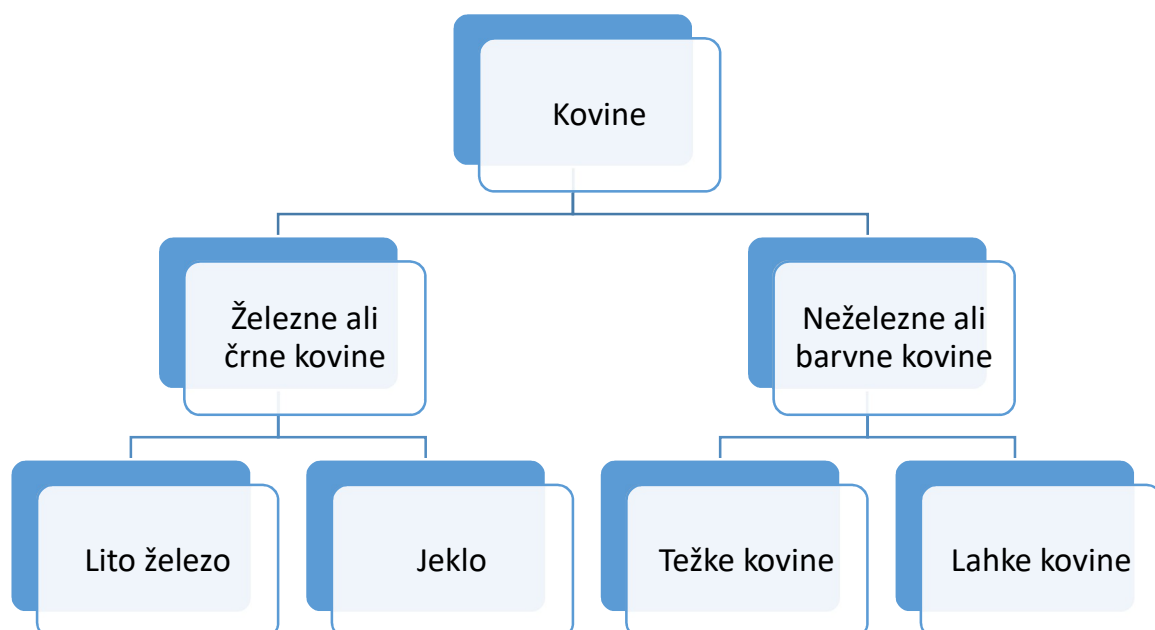 Kovine
Železne ali
črne kovine
Neželezne ali
barvne kovine
Lito železo
Jeklo
Težke kovine
Lahke kovine